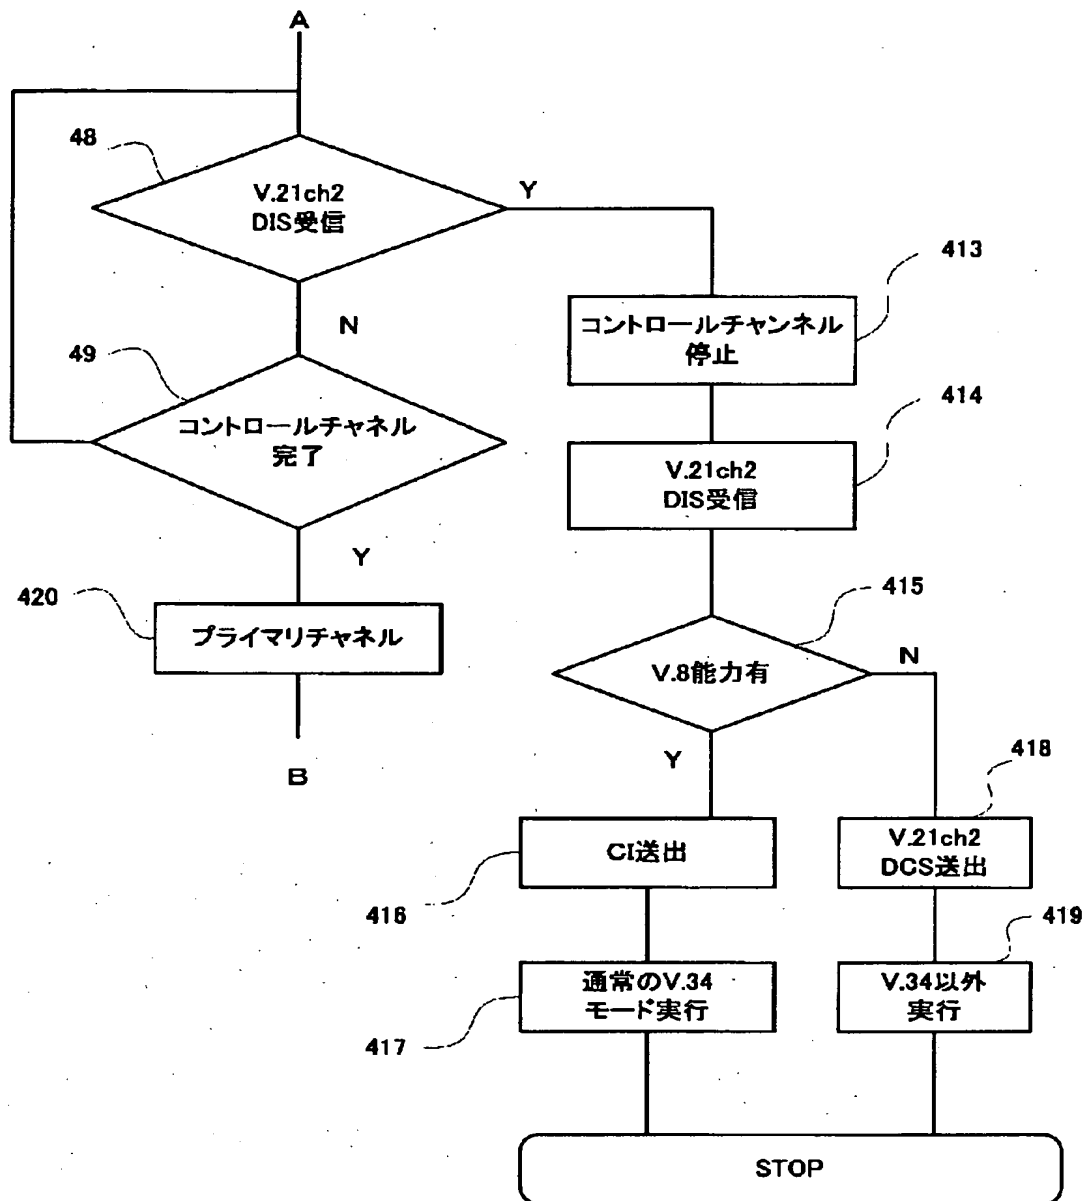 A
48
V.21ch2
DIS受信
Y
N
413
コントロールチャンネル
停止
49
コントロールチャネル
完了
414
V.21ch2
DIS受信
Y
420
プライマリチャネル
B
415
V.8能力有
N
Y
418
CI送出
416
V.21ch2
DCS送出
419
通常のV.34
モード実行
417
V.34以外
実行
STOP